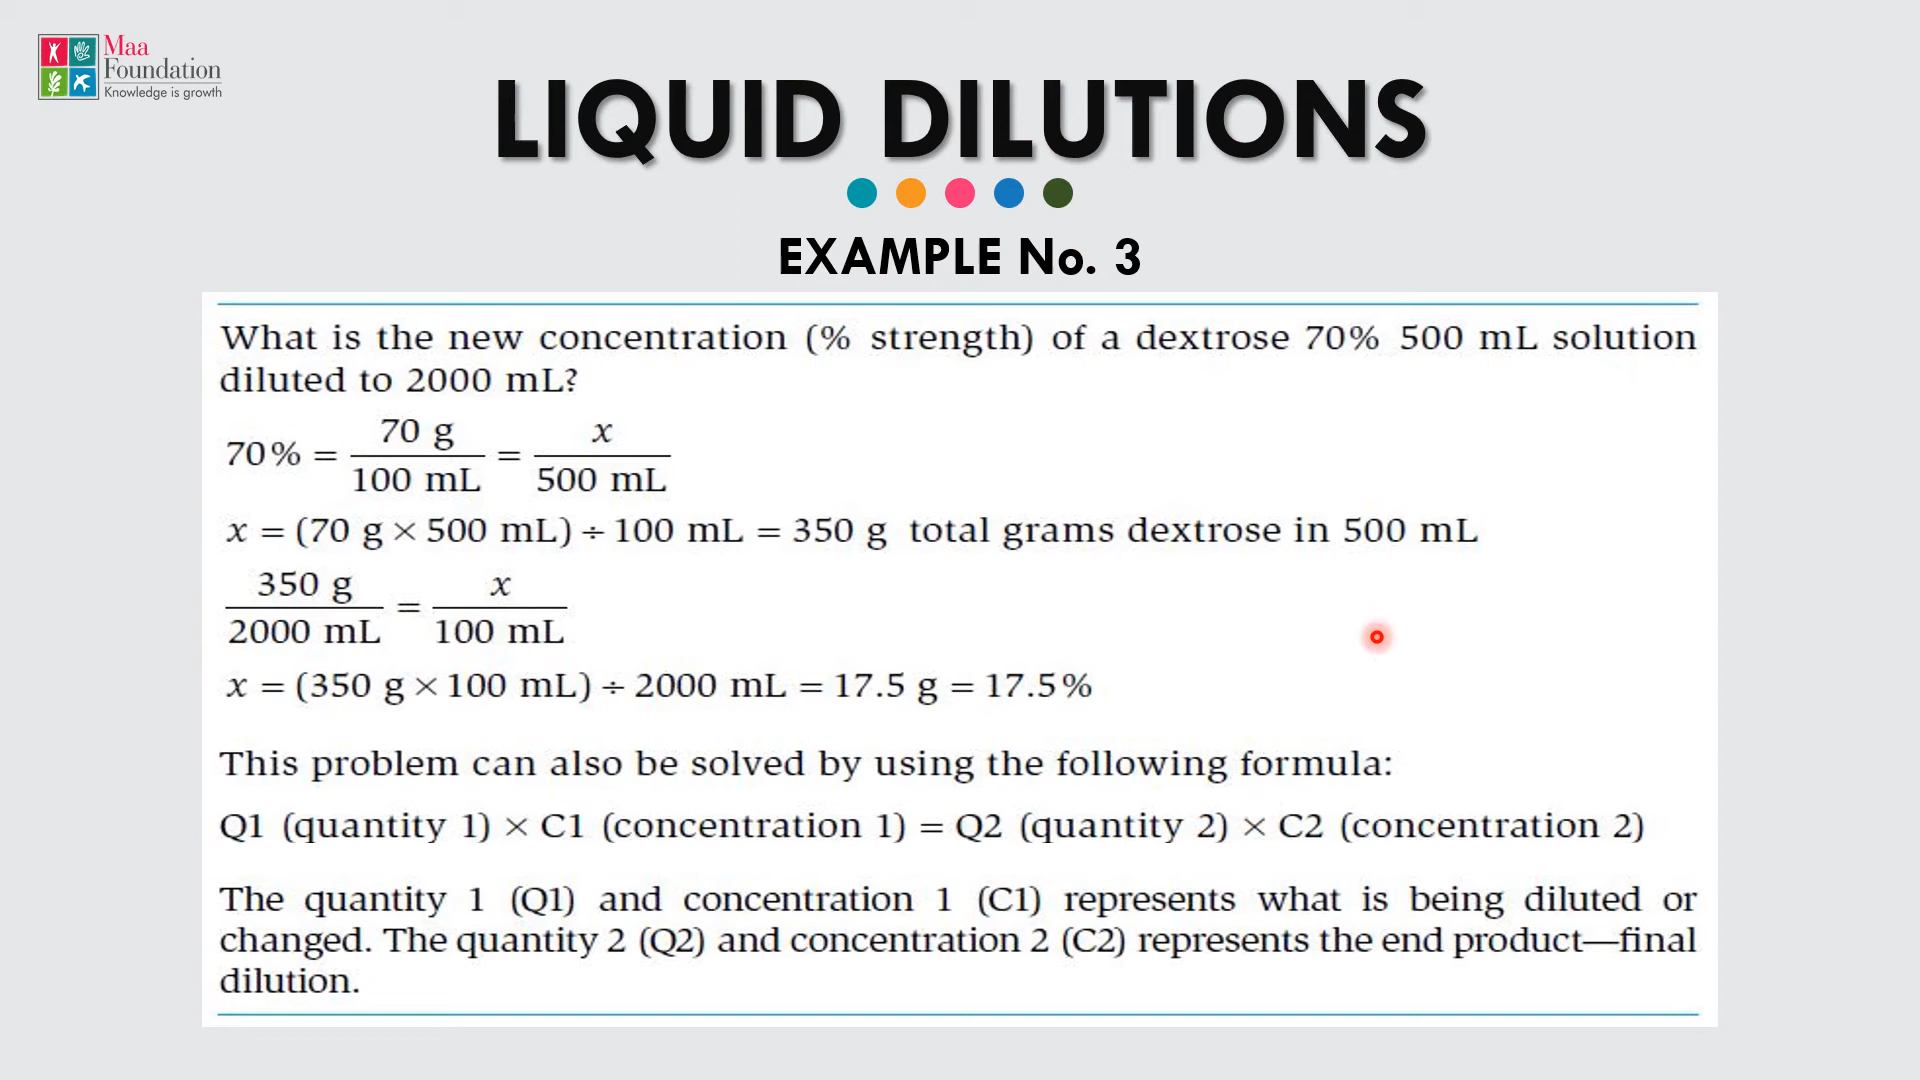 Maa
Foundation
Knowledge is growth
LIQUID DILUTIONS
EXAMPLE No. 3
What is the new concentration (% strength) of a dextrose 70% 500 mL solution
diluted to 2000 mL?
70% = 70 g / 100 mL = x / 500 mL
x = (70 g × 500 mL) ÷ 100 mL = 350 g total grams dextrose in 500 mL
350 g / 2000 mL = x / 100 mL
x = (350 g × 100 mL) ÷ 2000 mL = 17.5 g = 17.5%
This problem can also be solved by using the following formula:
Q1 (quantity 1) × C1 (concentration 1) = Q2 (quantity 2) × C2 (concentration 2)
The quantity 1 (Q1) and concentration 1 (C1) represents what is being diluted or
changed. The quantity 2 (Q2) and concentration 2 (C2) represents the end product—final
dilution.